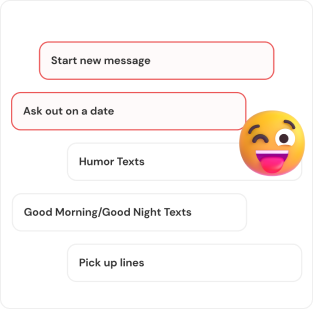 Start new message
Ask out on a date
Humor Texts
Good Morning/Good Night Texts
Pick up lines